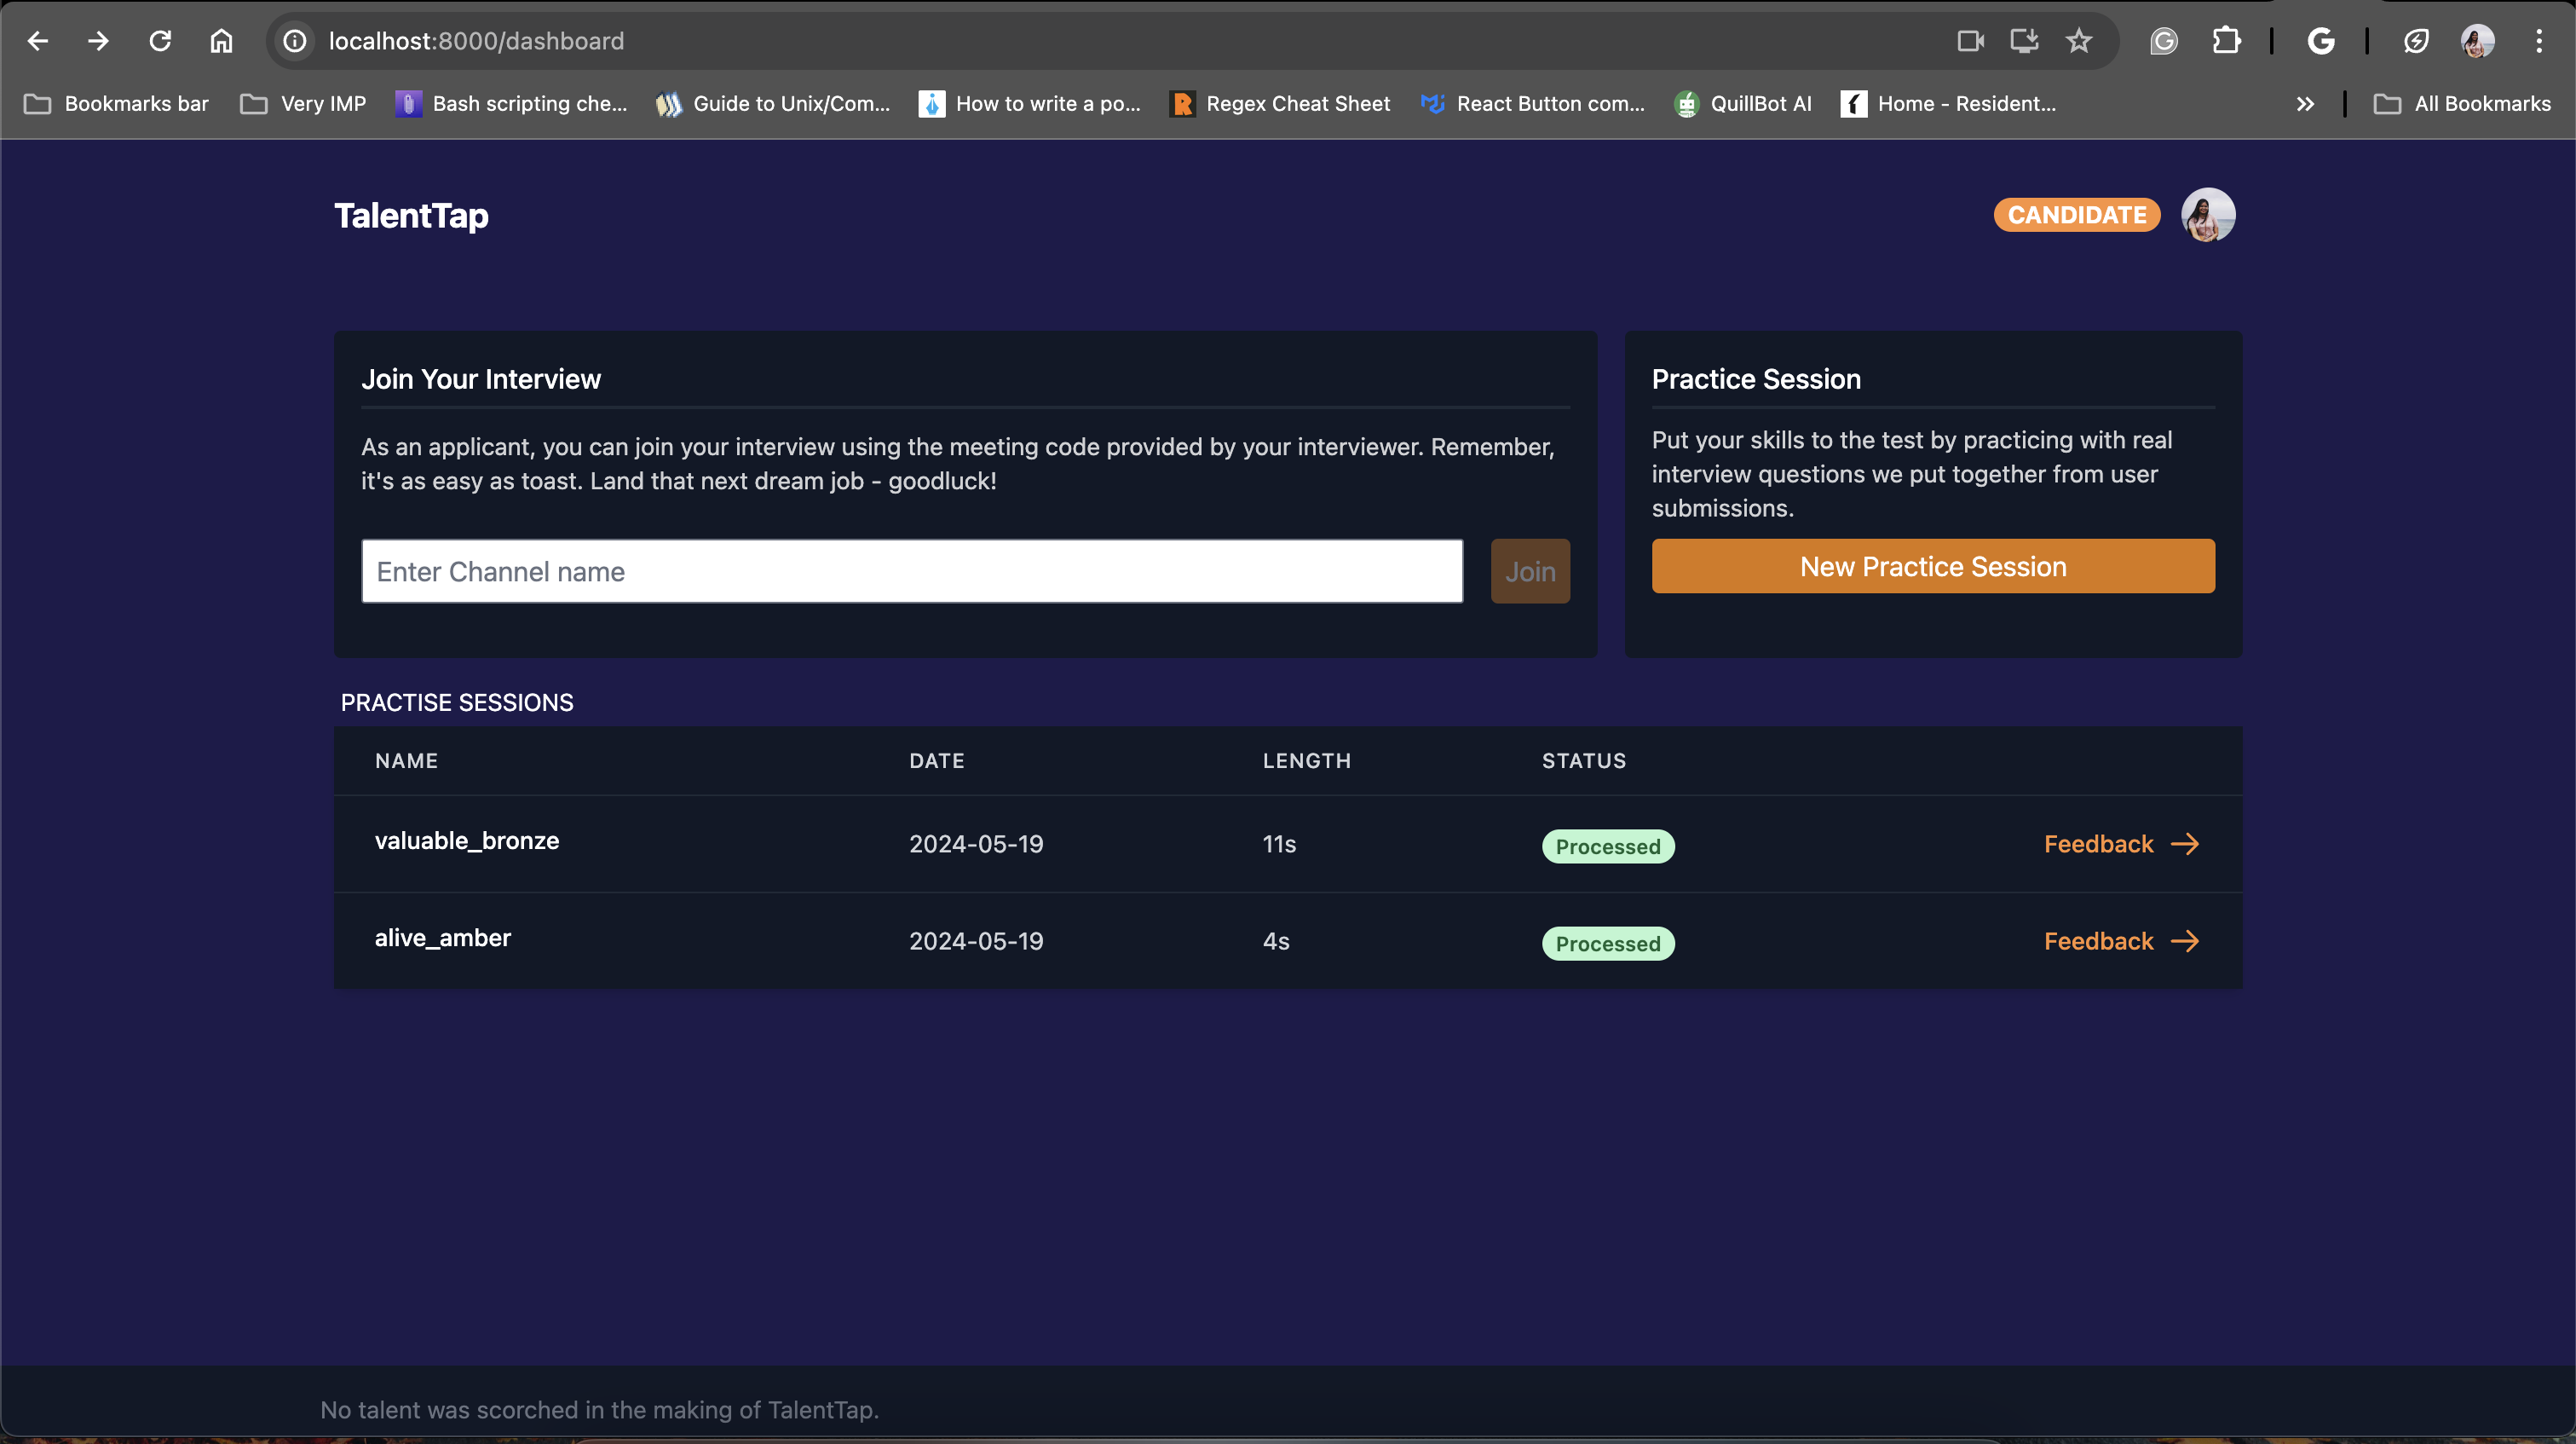 localhost:8000/dashboard
Bookmarks bar
Very IMP
Bash scripting che...
Guide to Unix/Com...
How to write a po...
Regex Cheat Sheet
React Button com...
QuillBot AI
Home - Resident...
All Bookmarks
TalentTap
CANDIDATE
Join Your Interview
As an applicant, you can join your interview using the meeting code provided by your interviewer. Remember,
it's as easy as toast. Land that next dream job - goodluck!
Enter Channel name
Join
Practice Session
Put your skills to the test by practicing with real
interview questions we put together from user
submissions.
New Practice Session
PRACTISE SESSIONS
NAME DATE LENGTH STATUS
valuable_bronze 2024-05-19 11s Processed Feedback
alive_amber 2024-05-19 4s Processed Feedback
No talent was scorched in the making of TalentTap.